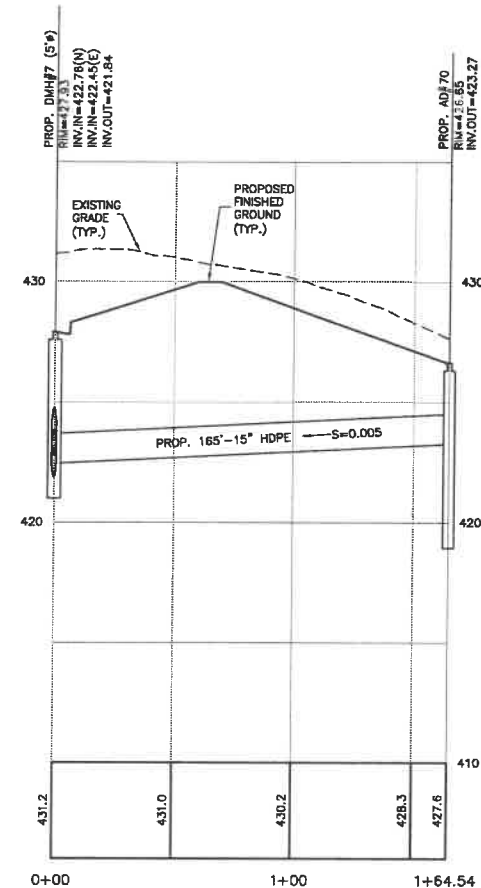 PROP. DMH#7 (5'ø)
RIM=427.93
INV.IN=422.78(N)
INV.IN=422.45(E)
INV.OUT=421.84
PROP. AD#70
RIM=426.65
INV.OUT=423.27
EXISTING
GRADE
(TYP.)
PROPOSED
FINISHED
GROUND
(TYP.)
430
430
PROP. 165'-15" HDPE
S=0.005
420
420
410
431.2
431.0
430.2
428.3
427.6
0+00
1+00
1+64.54